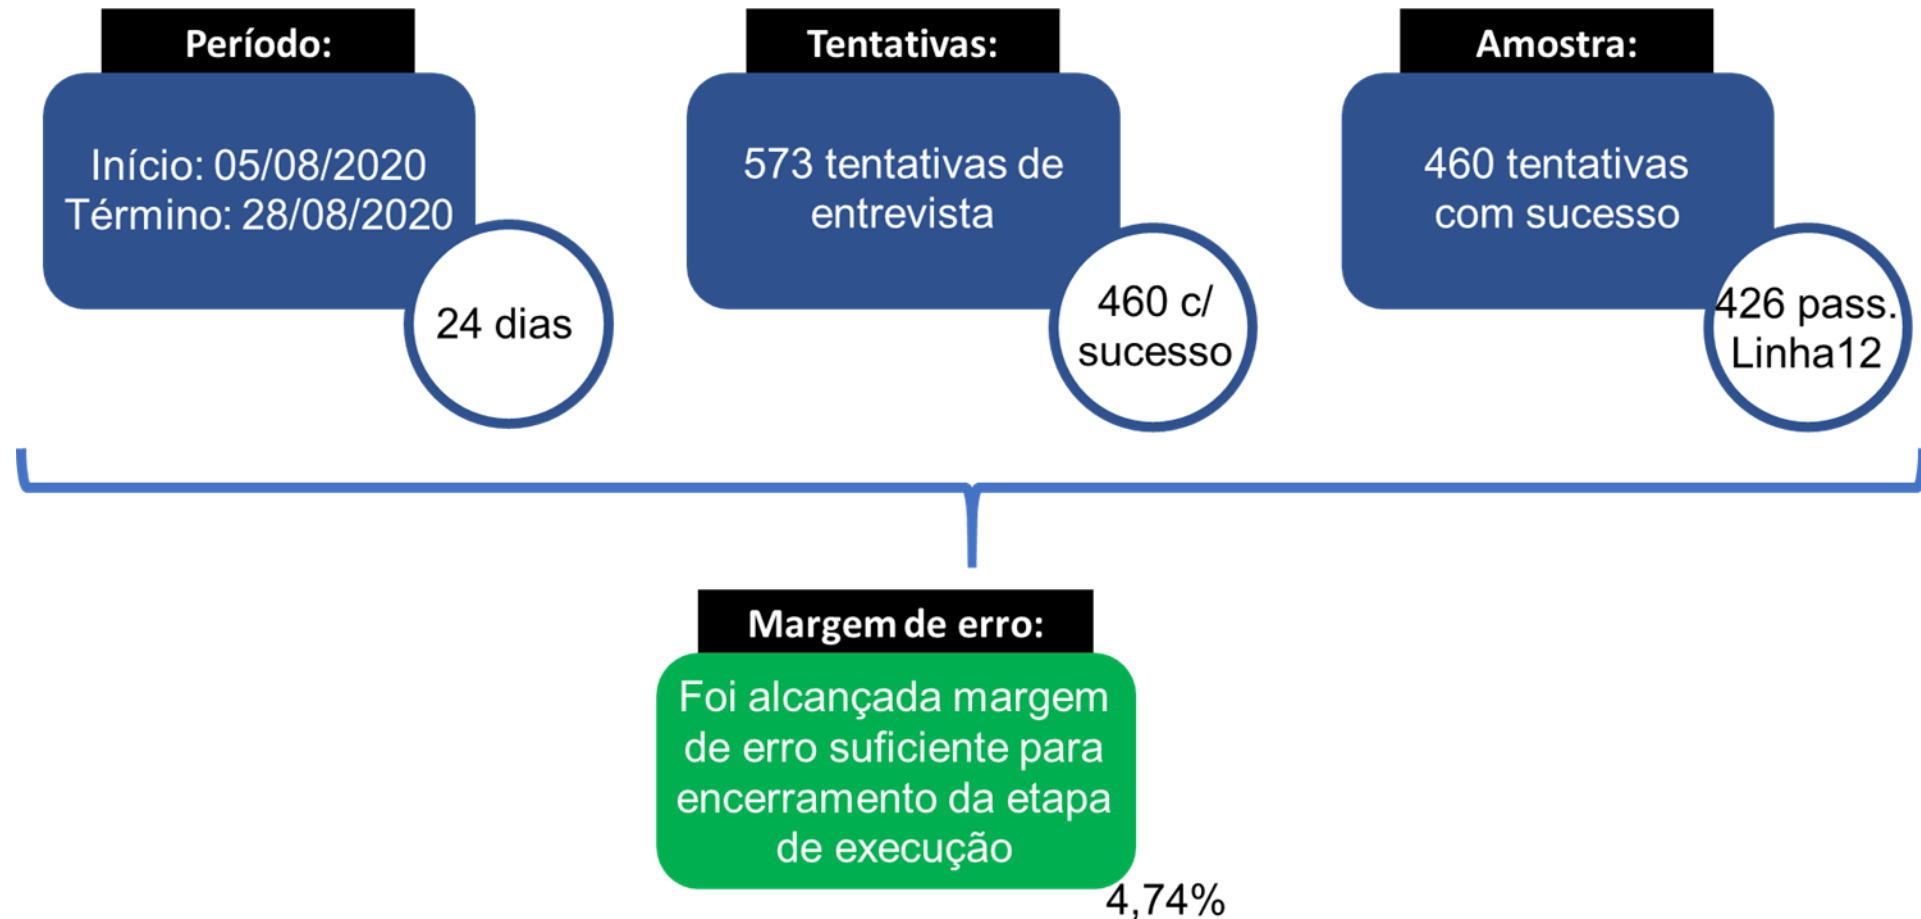 Período:
Início: 05/08/2020
Término: 28/08/2020
24 dias
Tentativas:
573 tentativas de
entrevista
460 c/
sucesso
Amostra:
460 tentativas
com sucesso
426 pass.
Linha12
Margem de erro:
Foi alcançada margem
de erro suficiente para
encerramento da etapa
de execução
4,74%